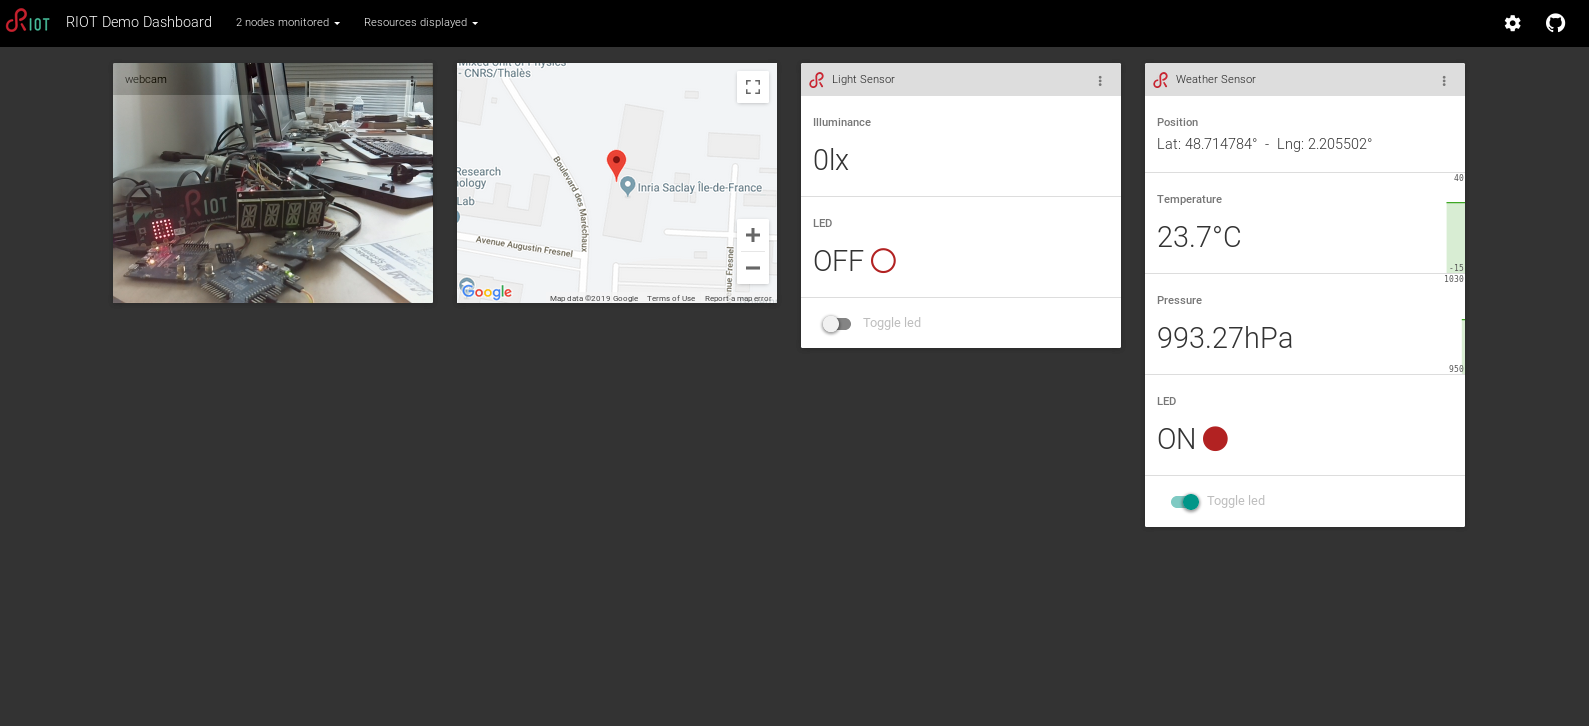 RIOT
RIOT Demo Dashboard
2 nodes monitored
Resources displayed
webcam
RIOT
Mixed Unit of Physics
- CNRS/Thalès
Boulevard des Maréchaux
Research
Lab
Inria Saclay Île-de-France
Avenue Augustin Fresnel
nue Fresnel
Google
Map data ©2019 Google
Terms of Use
Report a map error
Light Sensor
Illuminance
0lx
LED
OFF
Toggle led
Weather Sensor
Position
Lat: 48.714784° - Lng: 2.205502°
40
Temperature
23.7°C
-15
1030
Pressure
993.27hPa
950
LED
ON
Toggle led